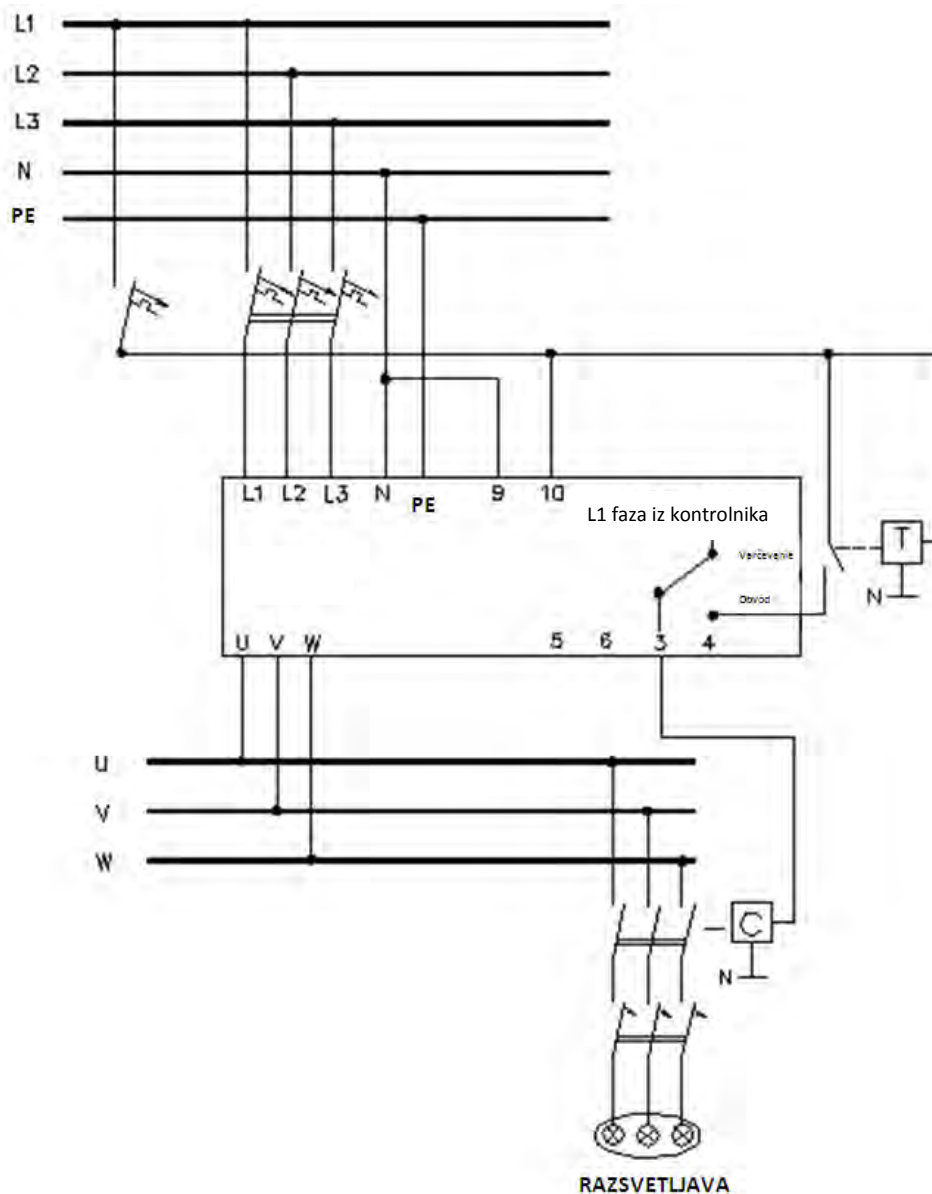 L1
L2
L3
N
PE
L1 L2 L3 N PE 9 10
L1 faza iz kontrolnika
Varčevanje
Obvod
T
N
U V W 5 6 3 4
U
V
W
C
N
RAZSVETLJAVA